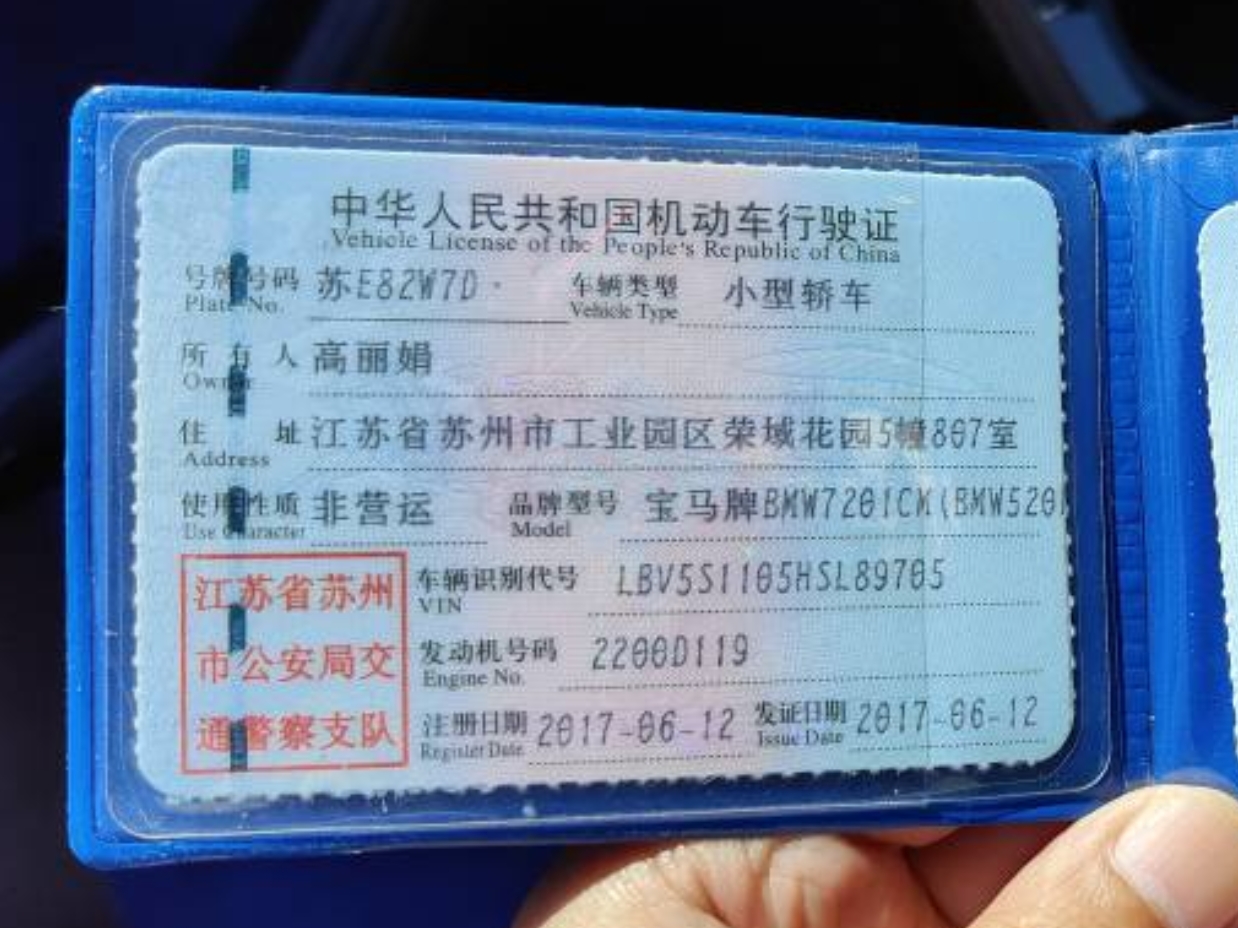 中华人民共和国机动车行驶证
Vehicle License of the People's Republic of China
号牌号码 苏E82W7D 车辆类型 小型轿车
Plate No. Vehicle Type
所有人 高丽娟
Owner
住址 江苏省苏州市工业园区荣域花园5幢807室
Address
使用性质 非营运 品牌型号 宝马牌BMW7201CM(BMW520
Use Character Model
江苏省苏州
市公安局交
通警察支队
车辆识别代号 LBV5S1105HSL89705
VIN
发动机号码 2200D119
Engine No.
注册日期 2017-06-12 发证日期 2017-06-12
Register Date Issue Date